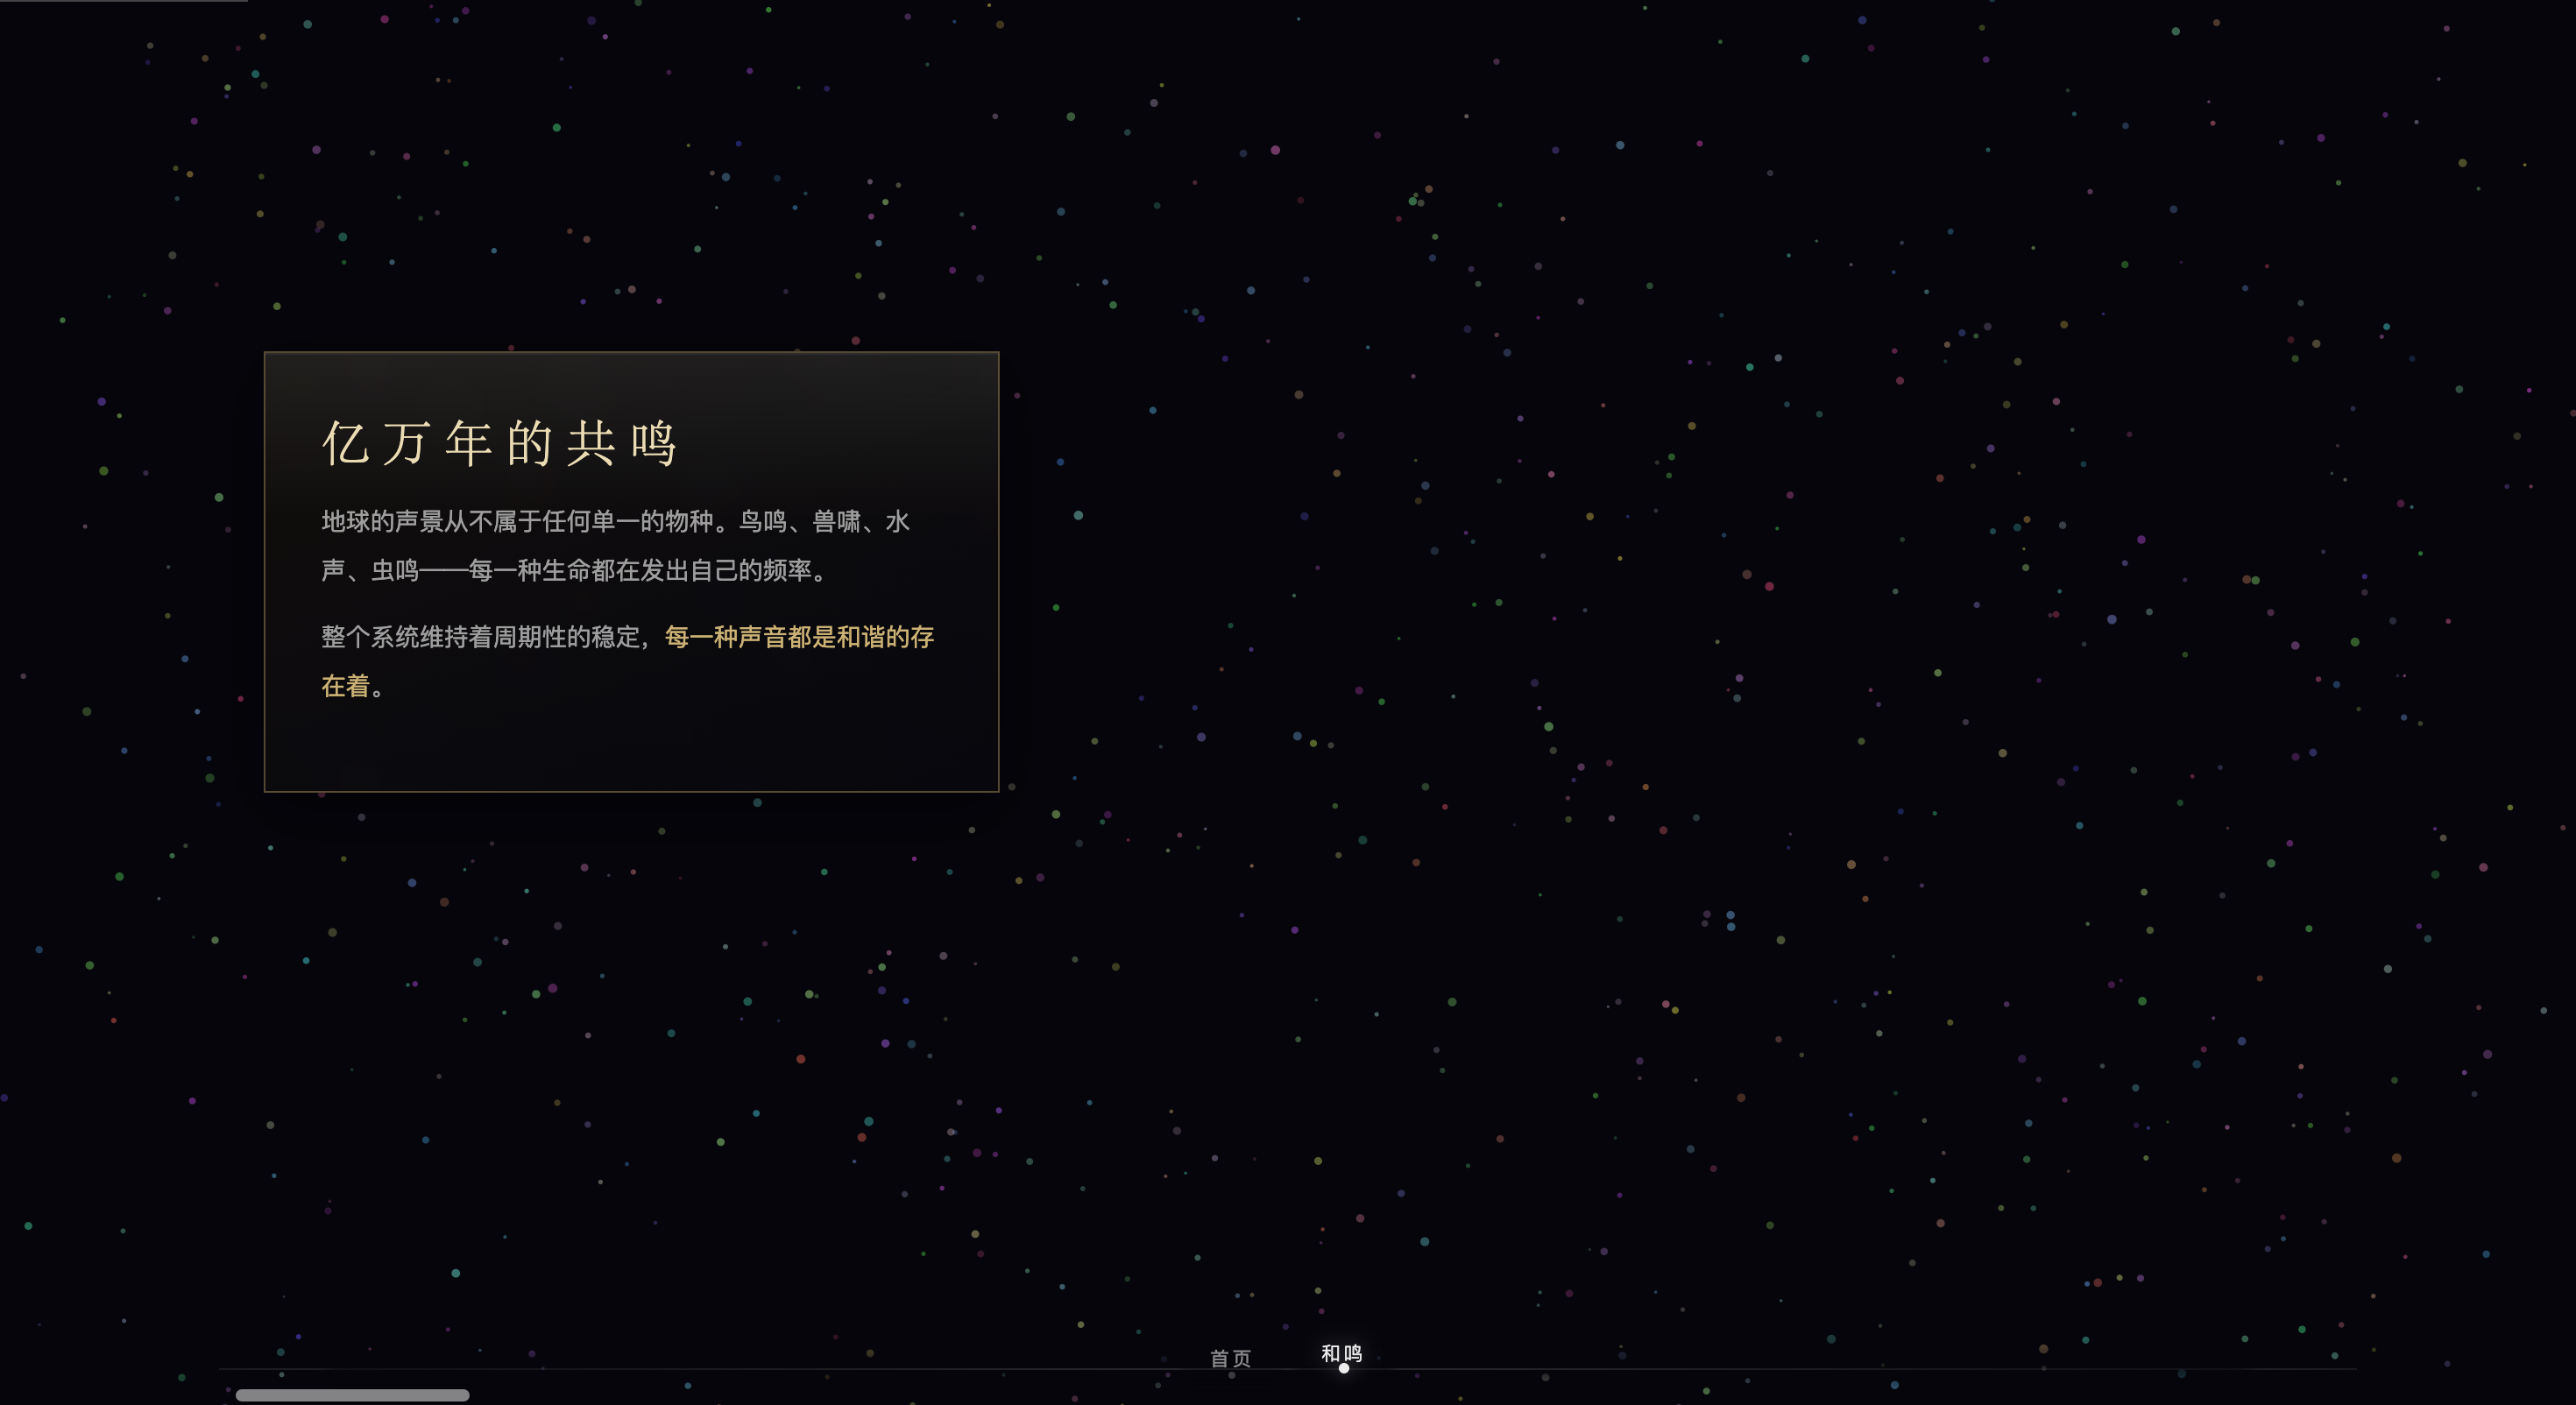 亿万年的共鸣
地球的声景从不属于任何单一的物种。鸟鸣、兽啸、水
声、虫鸣——每一种生命都在发出自己的频率。
整个系统维持着周期性的稳定，每一种声音都是和谐的存
在着。
首页
和鸣